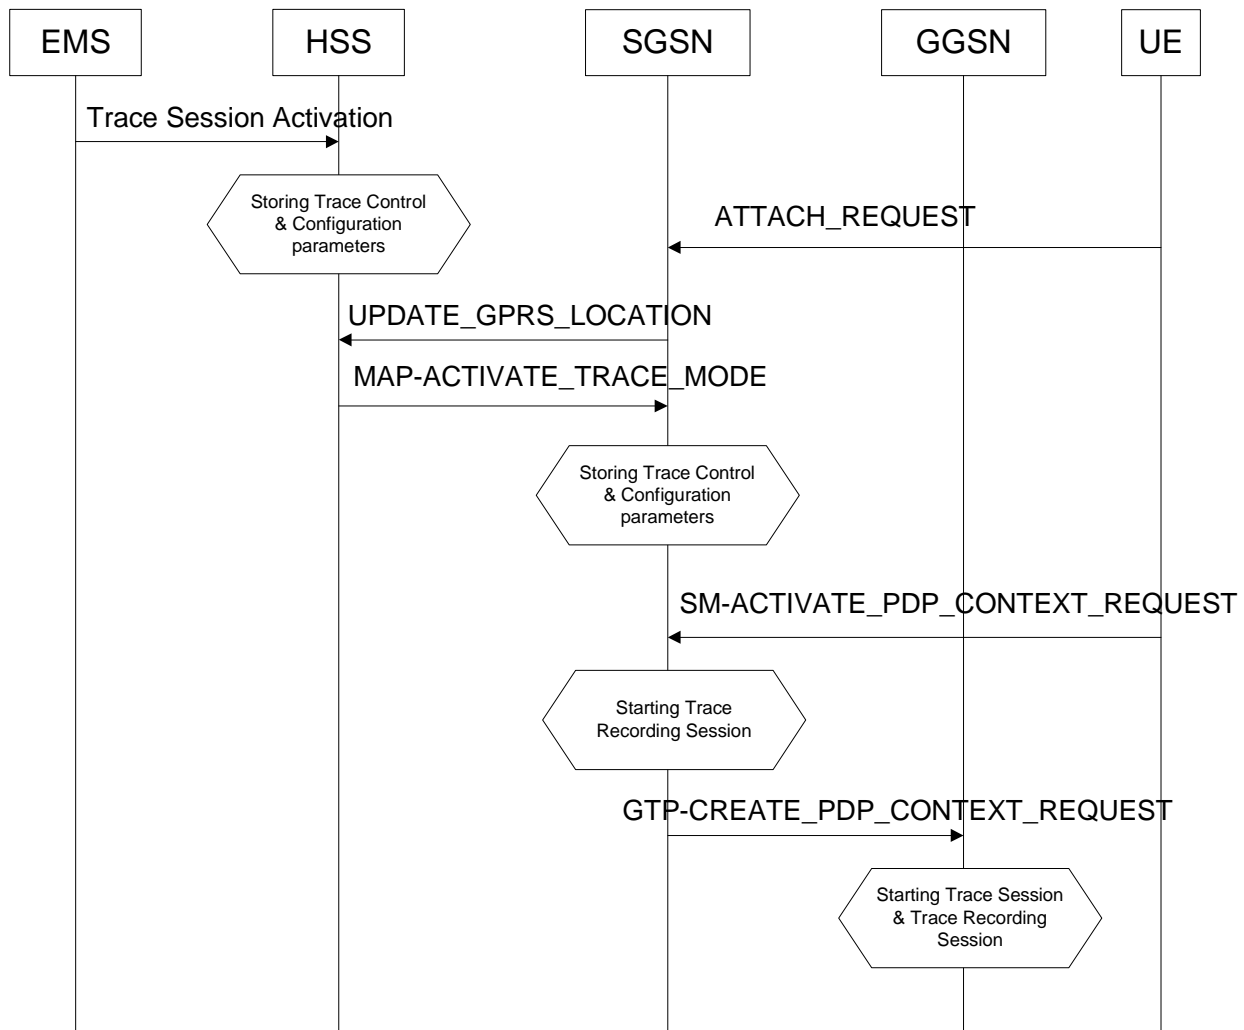 EMS
HSS
SGSN
GGSN
UE
Trace Session Activation
Storing Trace Control
& Configuration
parameters
ATTACH_REQUEST
UPDATE_GPRS_LOCATION
MAP-ACTIVATE_TRACE_MODE
Storing Trace Control
& Configuration
parameters
SM-ACTIVATE_PDP_CONTEXT_REQUEST
Starting Trace
Recording Session
GTP-CREATE_PDP_CONTEXT_REQUEST
Starting Trace Session
& Trace Recording
Session